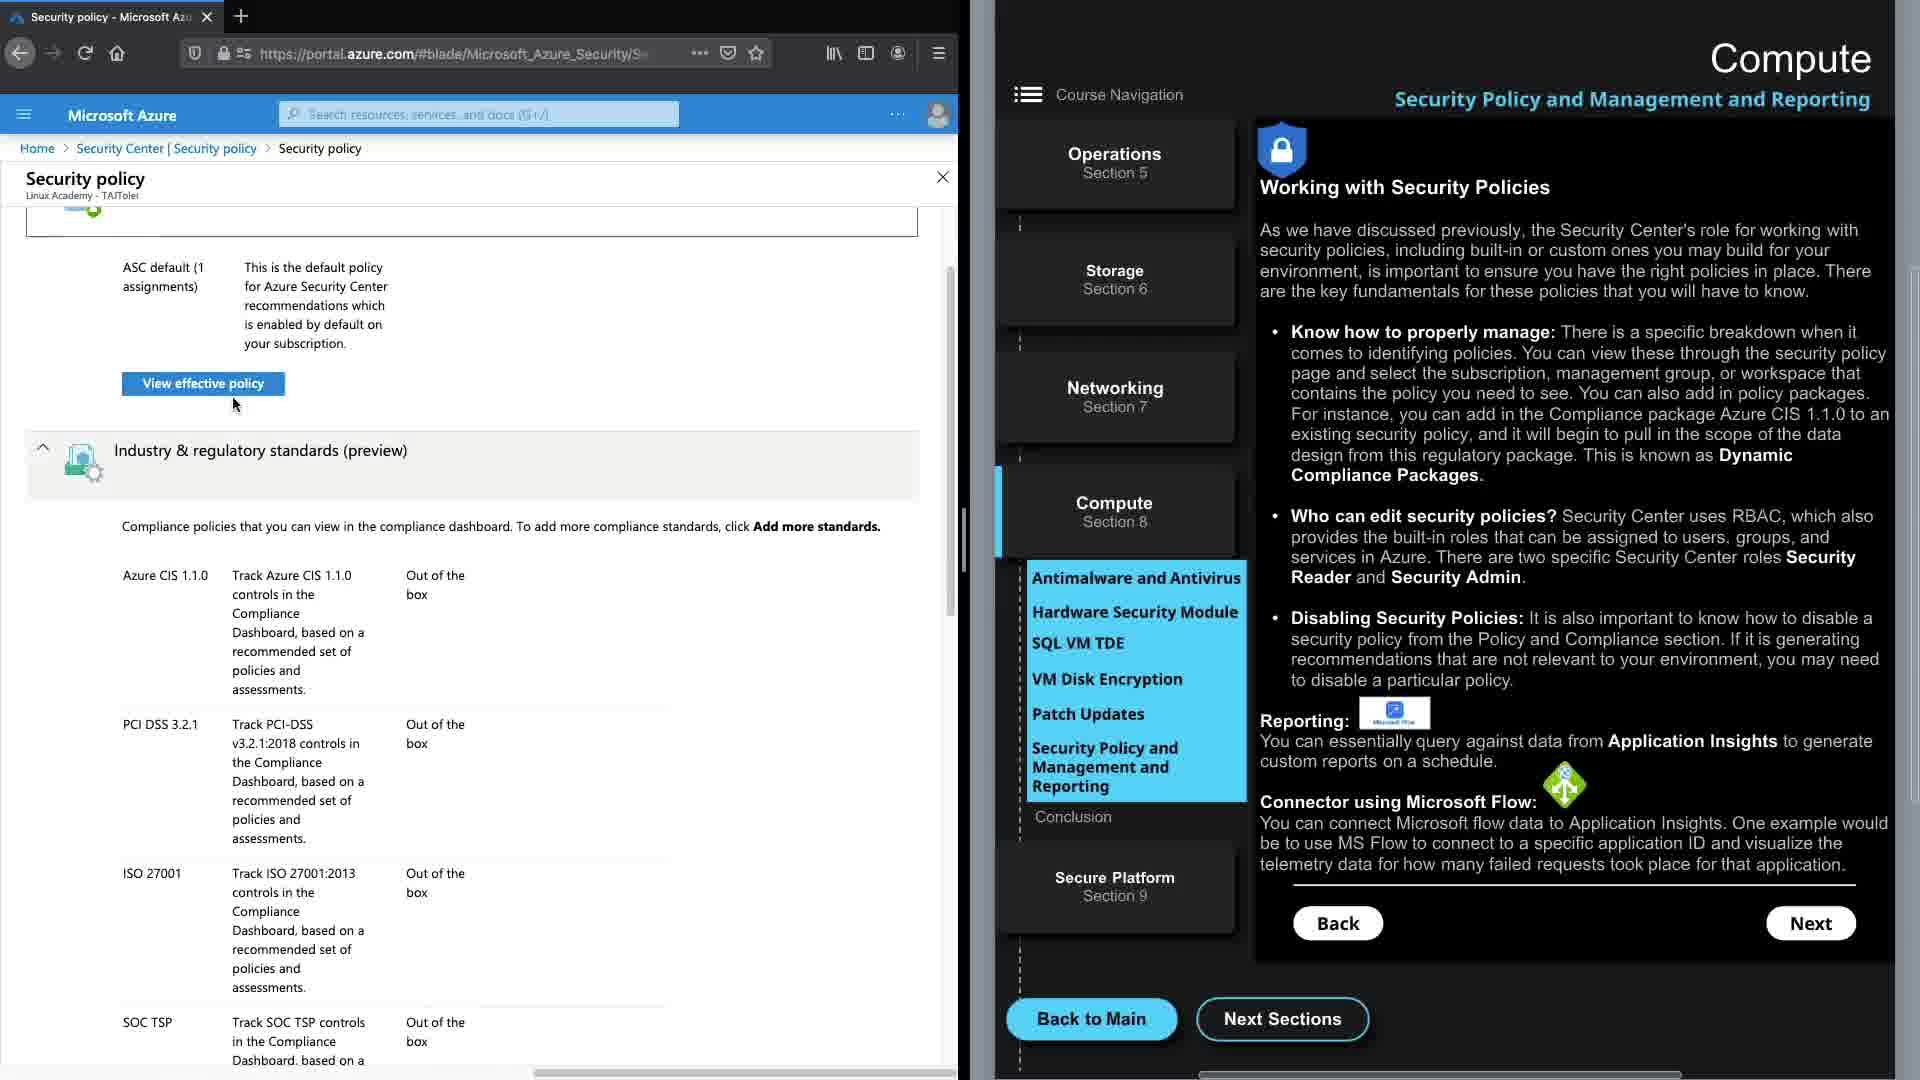 Security policy - Microsoft Azu
https://portal.azure.com/#blade/Microsoft_Azure_Security/Se
Microsoft Azure
Search resources, services, and docs (G+/)
Home > Security Center | Security policy > Security policy
Security policy
Linux Academy - TAJToler
ASC default (1
assignments)
This is the default policy
for Azure Security Center
recommendations which
is enabled by default on
your subscription.
View effective policy
Industry & regulatory standards (preview)
Compliance policies that you can view in the compliance dashboard. To add more compliance standards, click Add more standards.
Azure CIS 1.1.0
Track Azure CIS 1.1.0
controls in the
Compliance
Dashboard, based on a
recommended set of
policies and
assessments.
Out of the
box
PCI DSS 3.2.1
Track PCI-DSS
v3.2.1:2018 controls in
the Compliance
Dashboard, based on a
recommended set of
policies and
assessments.
Out of the
box
ISO 27001
Track ISO 27001:2013
controls in the
Compliance
Dashboard, based on a
recommended set of
policies and
assessments.
Out of the
box
SOC TSP
Track SOC TSP controls
in the Compliance
Dashboard, based on a
Out of the
box
Compute
Course Navigation
Security Policy and Management and Reporting
Operations
Section 5
Storage
Section 6
Networking
Section 7
Compute
Section 8
Antimalware and Antivirus
Hardware Security Module
SQL VM TDE
VM Disk Encryption
Patch Updates
Security Policy and
Management and
Reporting
Conclusion
Secure Platform
Section 9
Working with Security Policies
As we have discussed previously, the Security Center's role for working with
security policies, including built-in or custom ones you may build for your
environment, is important to ensure you have the right policies in place. There
are the key fundamentals for these policies that you will have to know.
• Know how to properly manage: There is a specific breakdown when it
comes to identifying policies. You can view these through the security policy
page and select the subscription, management group, or workspace that
contains the policy you need to see. You can also add in policy packages.
For instance, you can add in the Compliance package Azure CIS 1.1.0 to an
existing security policy, and it will begin to pull in the scope of the data
design from this regulatory package. This is known as Dynamic
Compliance Packages.
• Who can edit security policies? Security Center uses RBAC, which also
provides the built-in roles that can be assigned to users. groups, and
services in Azure. There are two specific Security Center roles Security
Reader and Security Admin.
• Disabling Security Policies: It is also important to know how to disable a
security policy from the Policy and Compliance section. If it is generating
recommendations that are not relevant to your environment, you may need
to disable a particular policy.
Reporting:
Microsoft Flow
You can essentially query against data from Application Insights to generate
custom reports on a schedule.
Connector using Microsoft Flow:
You can connect Microsoft flow data to Application Insights. One example would
be to use MS Flow to connect to a specific application ID and visualize the
telemetry data for how many failed requests took place for that application.
Back
Next
Back to Main
Next Sections